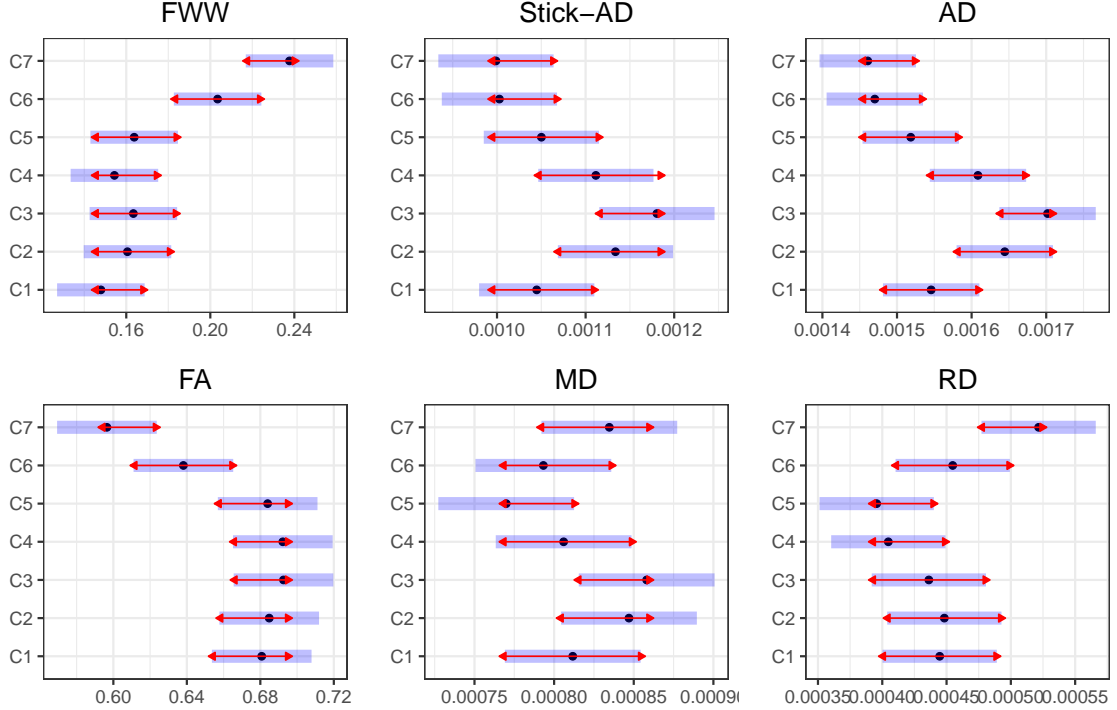 FWW
Stick−AD
AD
C7
C6
C5
C4
C3
C2
C1
0.16 0.20 0.24
C7
C6
C5
C4
C3
C2
C1
0.0010 0.0011 0.0012
C7
C6
C5
C4
C3
C2
C1
0.0014 0.0015 0.0016 0.0017
FA
MD
RD
C7
C6
C5
C4
C3
C2
C1
0.60 0.64 0.68 0.72
C7
C6
C5
C4
C3
C2
C1
0.00075 0.00080 0.00085 0.00090
C7
C6
C5
C4
C3
C2
C1
0.00035 0.00040 0.00045 0.00050 0.00055